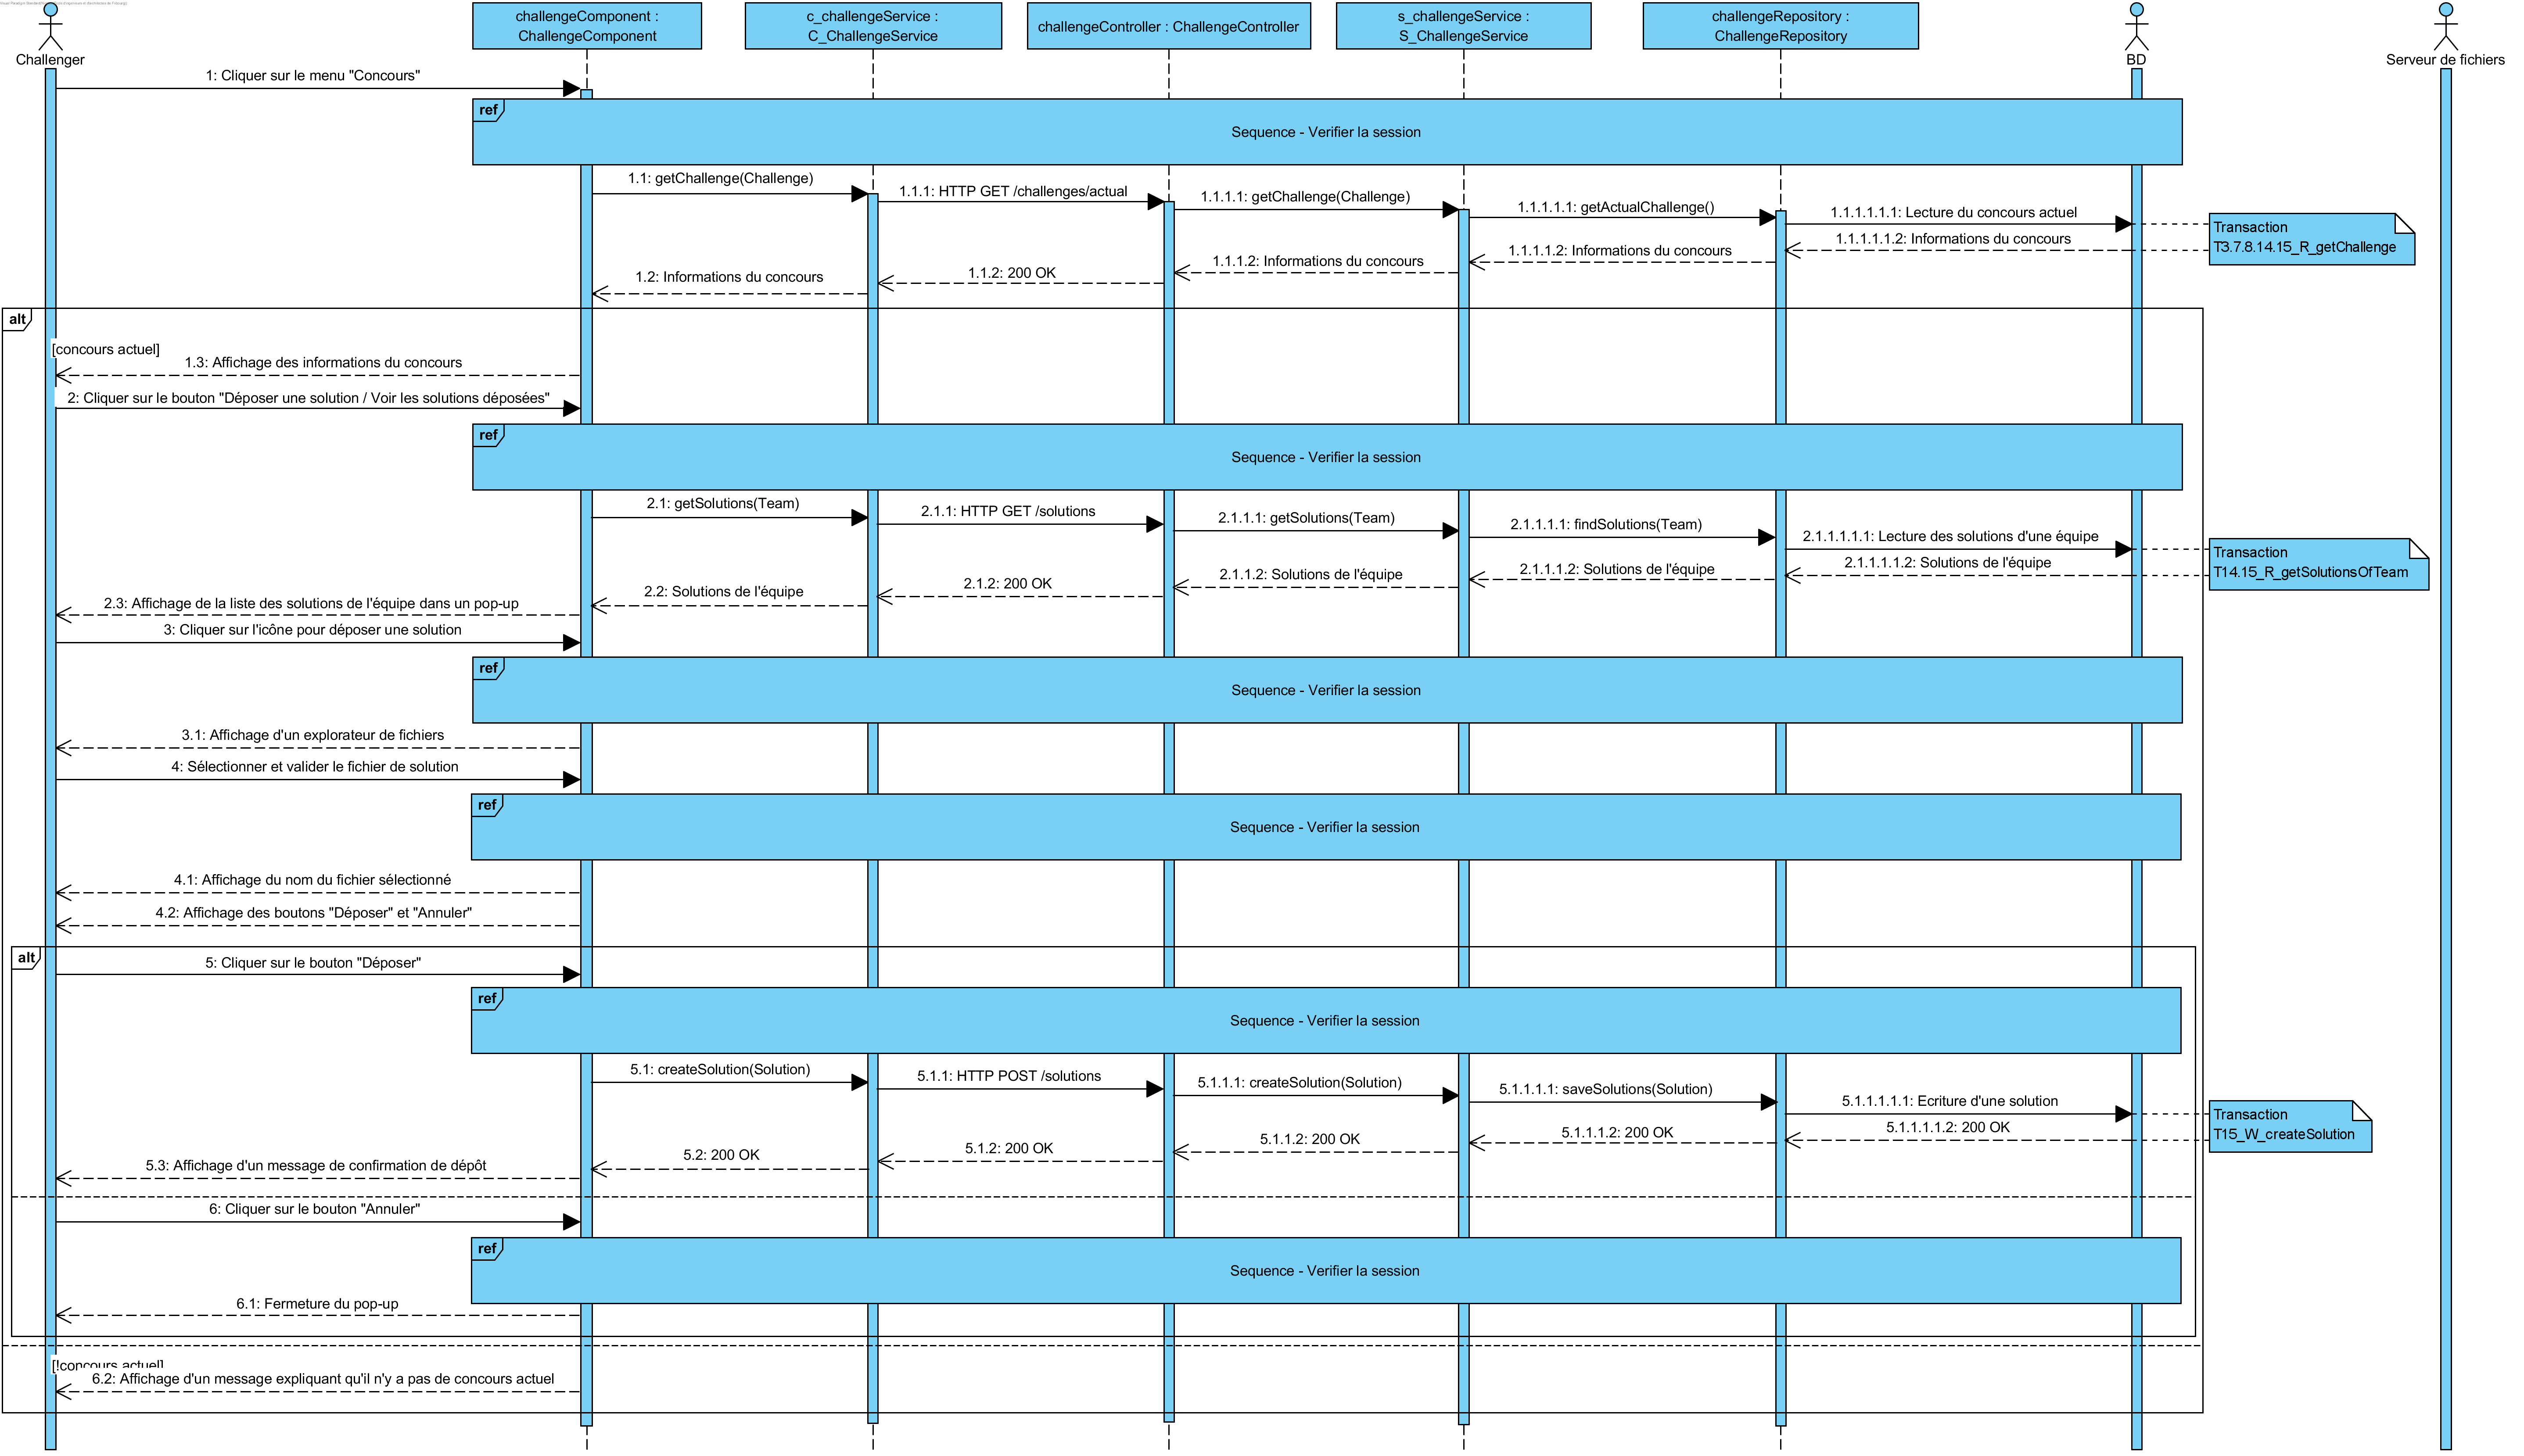 challengeComponent :
ChallengeComponent
c_challengeService :
C_ChallengeService
challengeController : ChallengeController
s_challengeService :
S_ChallengeService
challengeRepository :
ChallengeRepository
Challenger
BD
Serveur de fichiers
1: Cliquer sur le menu "Concours"
ref
Sequence - Verifier la session
1.1: getChallenge(Challenge)
1.1.1: HTTP GET /challenges/actual
1.1.1.1: getChallenge(Challenge)
1.1.1.1.1: getActualChallenge()
1.1.1.1.1.1: Lecture du concours actuel
Transaction
T3.7.8.14.15_R_getChallenge
1.1.1.1.1.2: Informations du concours
1.1.1.1.2: Informations du concours
1.1.1.2: Informations du concours
1.1.2: 200 OK
1.2: Informations du concours
alt
[concours actuel]
1.3: Affichage des informations du concours
2: Cliquer sur le bouton "Déposer une solution / Voir les solutions déposées"
ref
Sequence - Verifier la session
2.1: getSolutions(Team)
2.1.1: HTTP GET /solutions
2.1.1.1: getSolutions(Team)
2.1.1.1.1: findSolutions(Team)
2.1.1.1.1.1: Lecture des solutions d'une équipe
Transaction
T14.15_R_getSolutionsOfTeam
2.1.1.1.1.2: Solutions de l'équipe
2.1.1.1.2: Solutions de l'équipe
2.1.1.2: Solutions de l'équipe
2.1.2: 200 OK
2.2: Solutions de l'équipe
2.3: Affichage de la liste des solutions de l'équipe dans un pop-up
3: Cliquer sur l'icône pour déposer une solution
ref
Sequence - Verifier la session
3.1: Affichage d'un explorateur de fichiers
4: Sélectionner et valider le fichier de solution
ref
Sequence - Verifier la session
4.1: Affichage du nom du fichier sélectionné
4.2: Affichage des boutons "Déposer" et "Annuler"
alt
5: Cliquer sur le bouton "Déposer"
ref
Sequence - Verifier la session
5.1: createSolution(Solution)
5.1.1: HTTP POST /solutions
5.1.1.1: createSolution(Solution)
5.1.1.1.1: saveSolutions(Solution)
5.1.1.1.1.1: Ecriture d'une solution
Transaction
T15_W_createSolution
5.1.1.1.1.2: 200 OK
5.1.1.1.2: 200 OK
5.1.1.2: 200 OK
5.1.2: 200 OK
5.2: 200 OK
5.3: Affichage d'un message de confirmation de dépôt
6: Cliquer sur le bouton "Annuler"
ref
Sequence - Verifier la session
6.1: Fermeture du pop-up
[!concours actuel]
6.2: Affichage d'un message expliquant qu'il n'y a pas de concours actuel